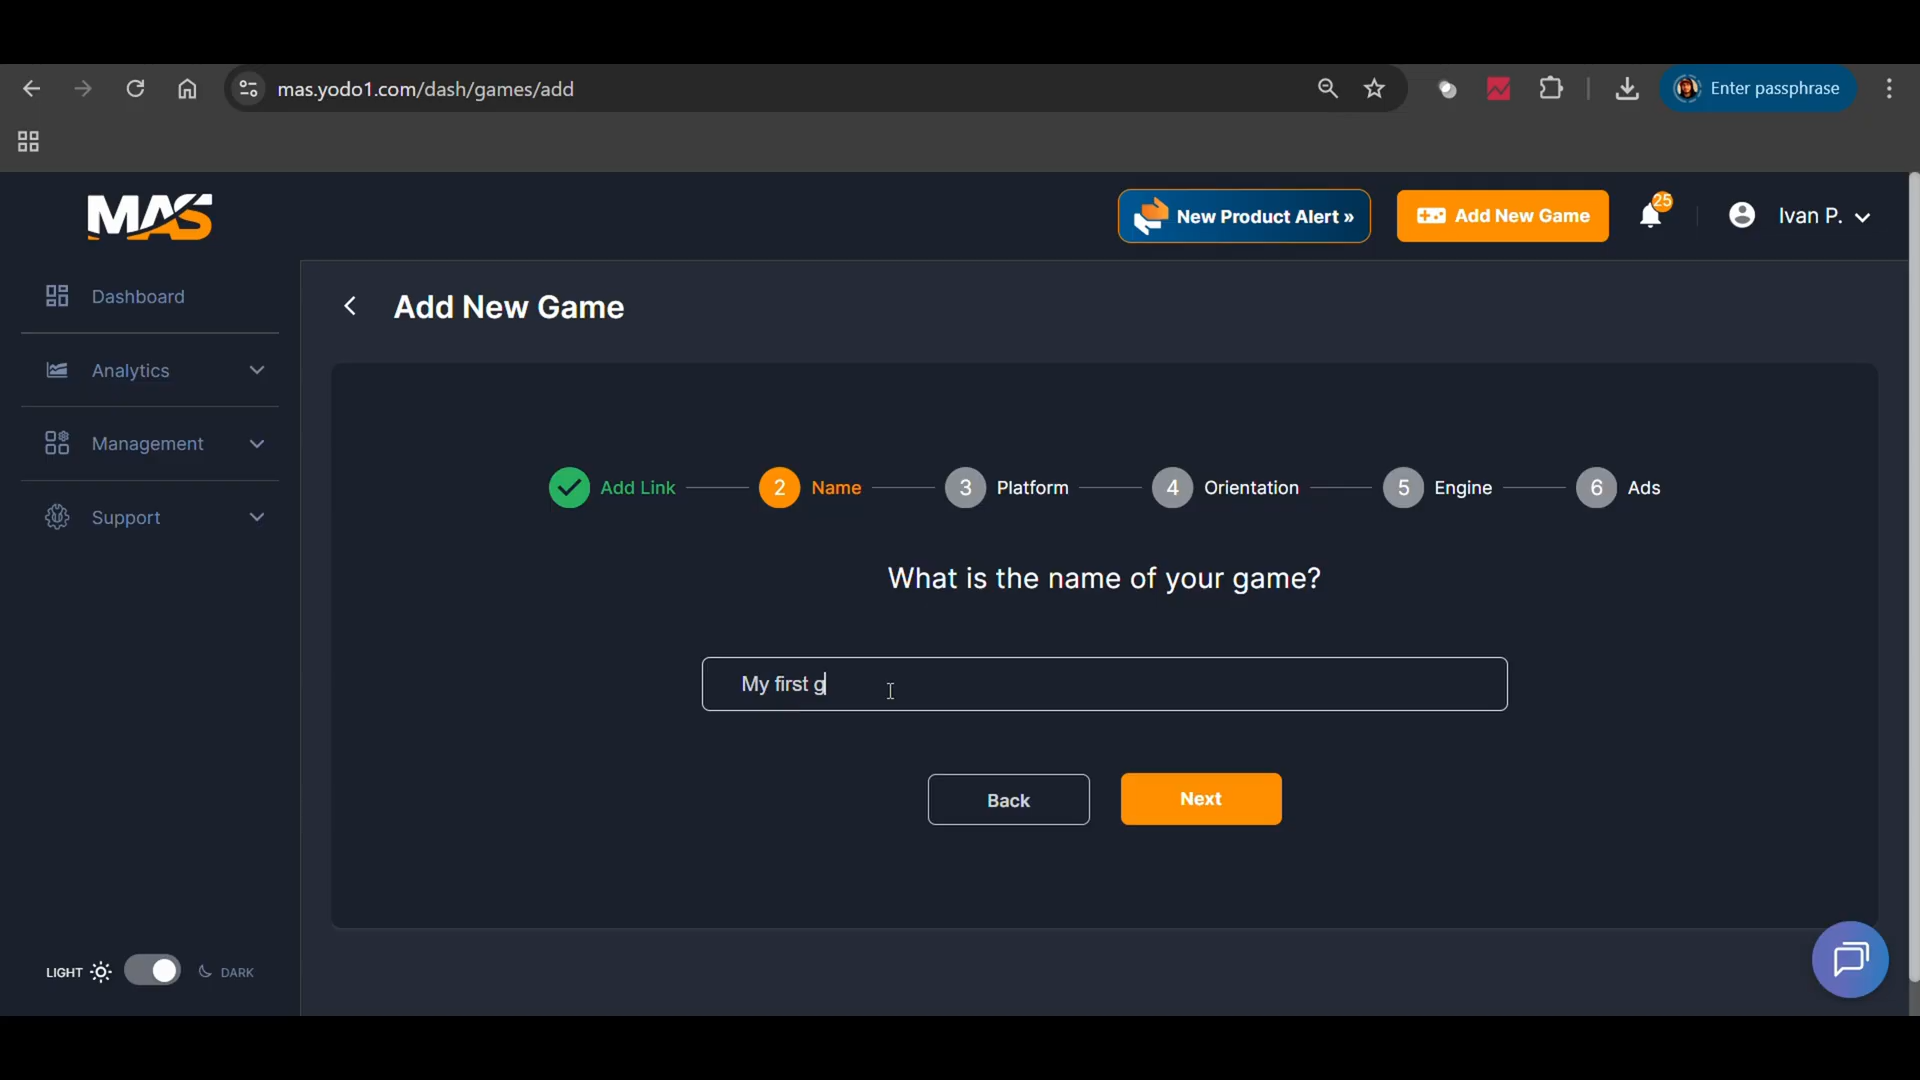 mas.yodo1.com/dash/games/add
Enter passphrase
MAS
New Product Alert »
Add New Game
25
Ivan P.
Dashboard
Analytics
Management
Support
Add New Game
Add Link
2 Name
3 Platform
4 Orientation
5 Engine
6 Ads
What is the name of your game?
My first g
Back
Next
LIGHT
DARK